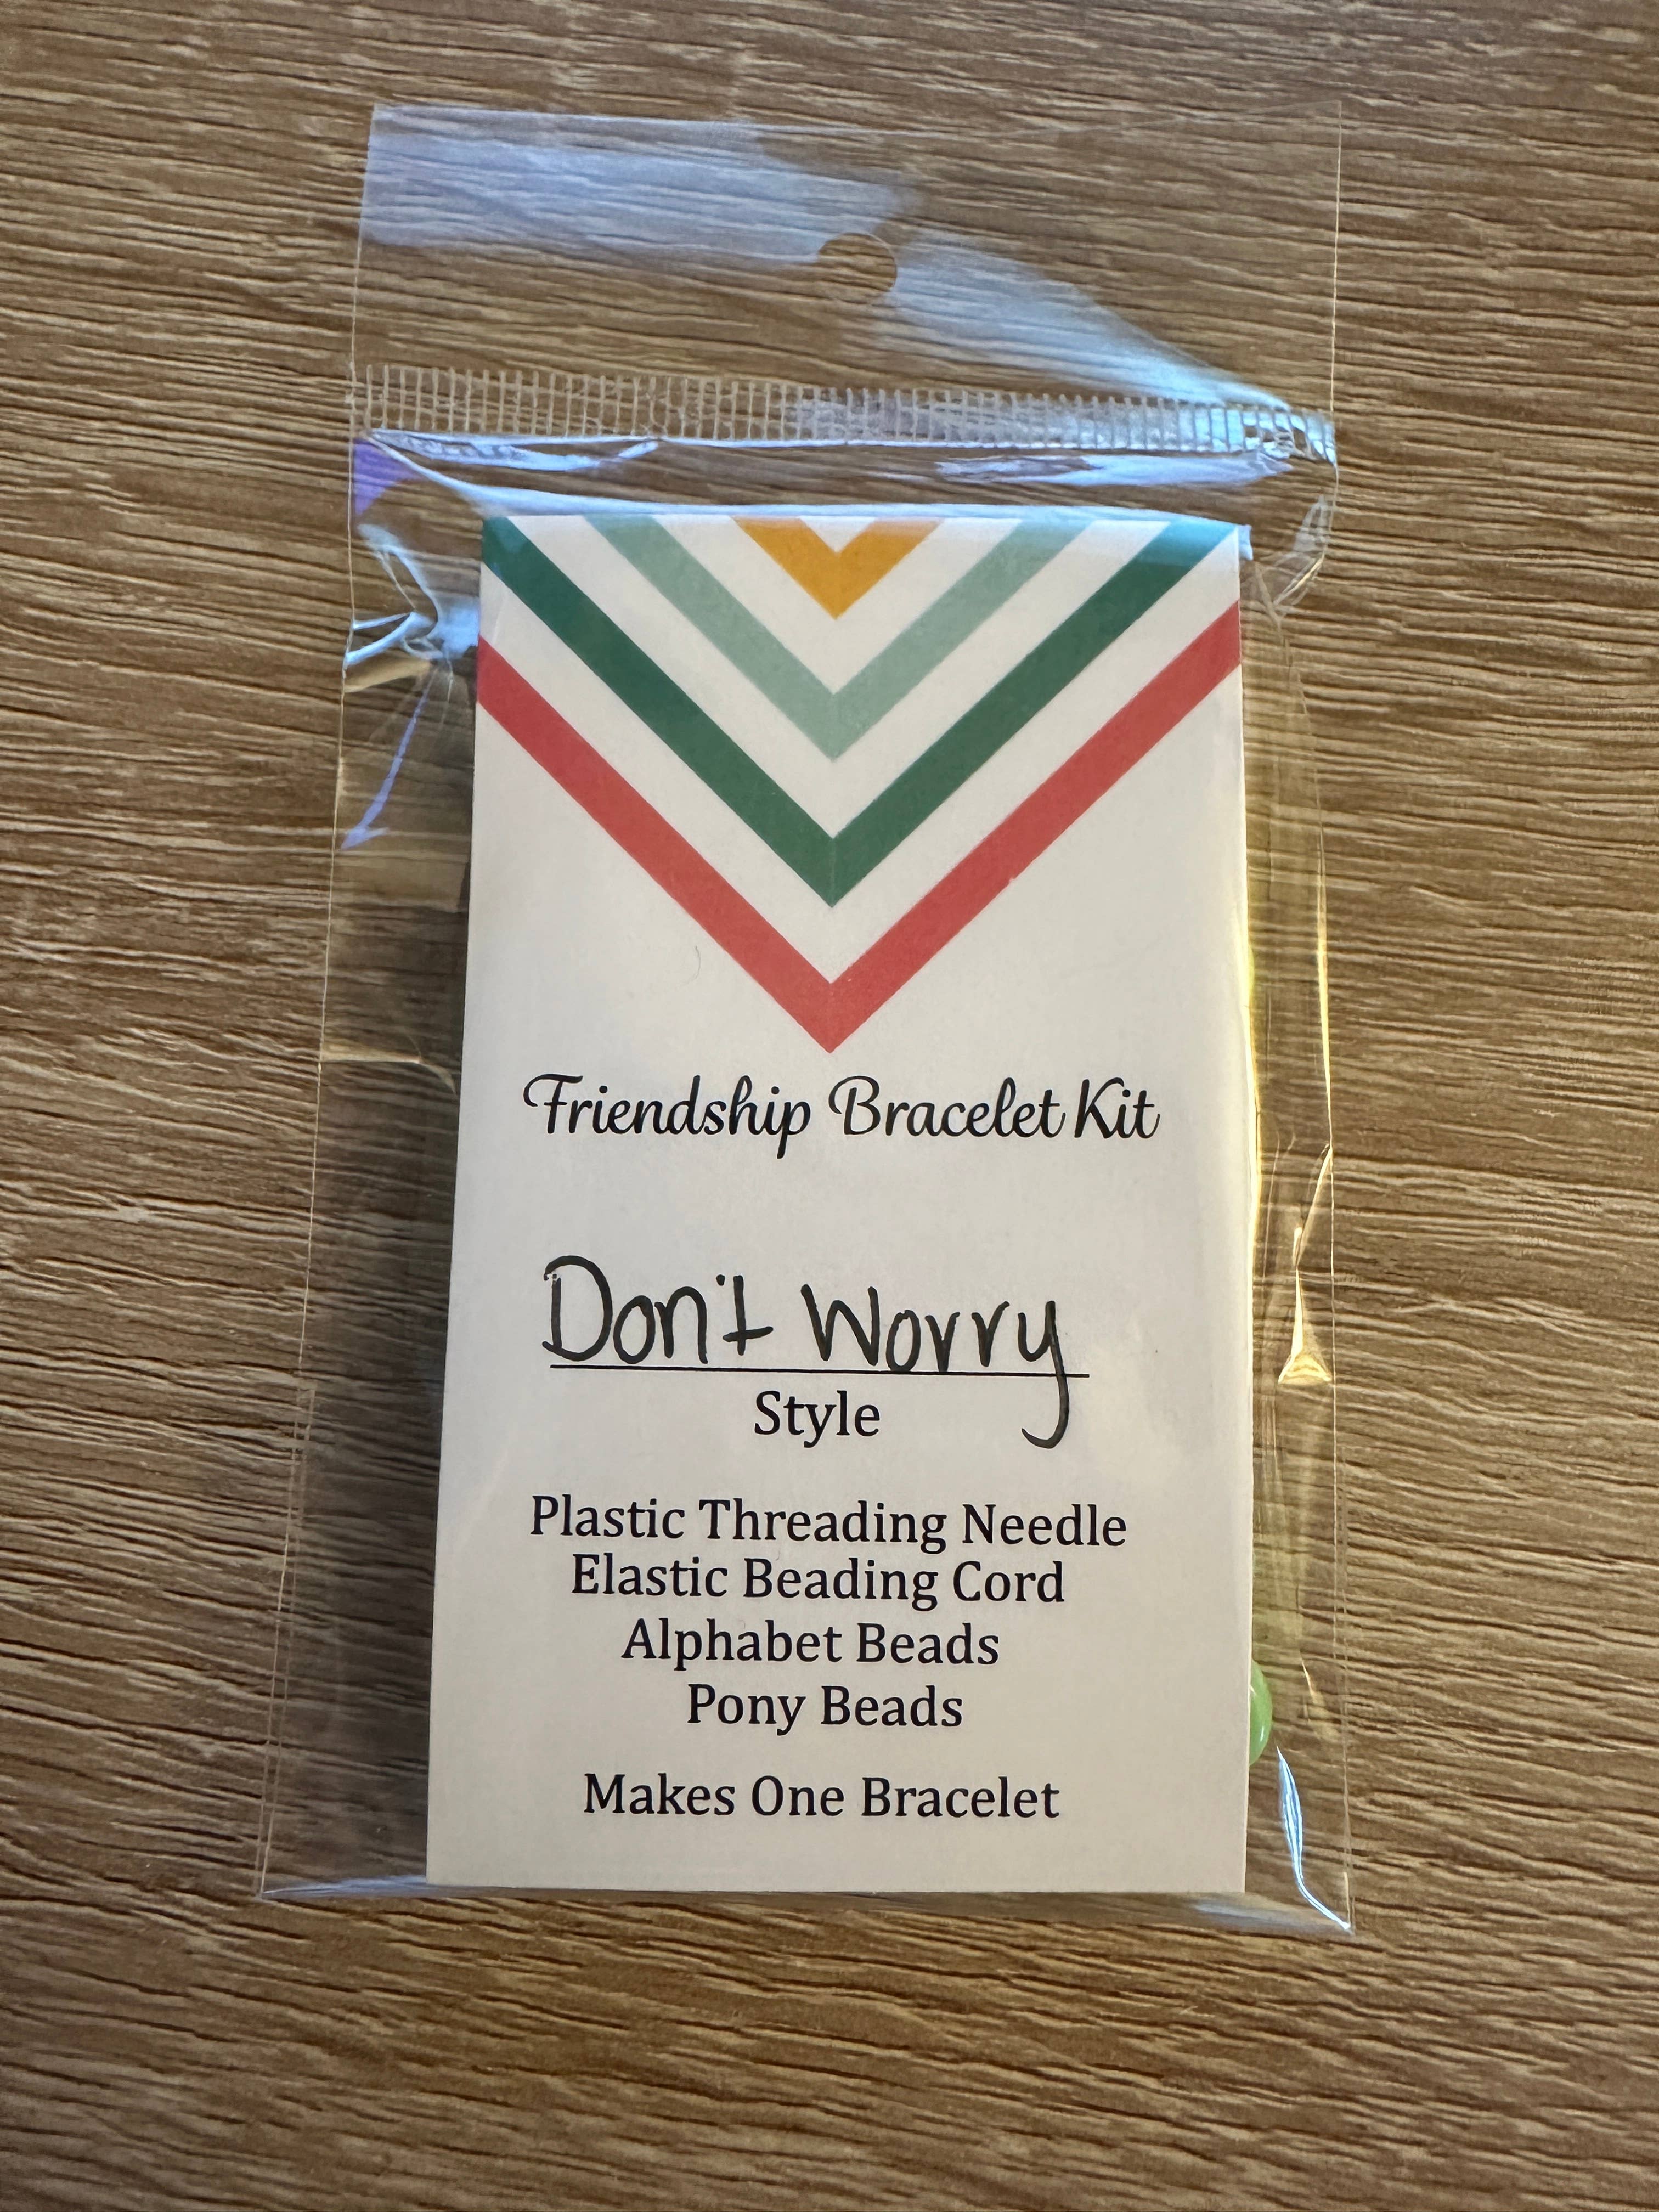 Friendship Bracelet Kit
Don't Worry
Style
Plastic Threading Needle
Elastic Beading Cord
Alphabet Beads
Pony Beads
Makes One Bracelet